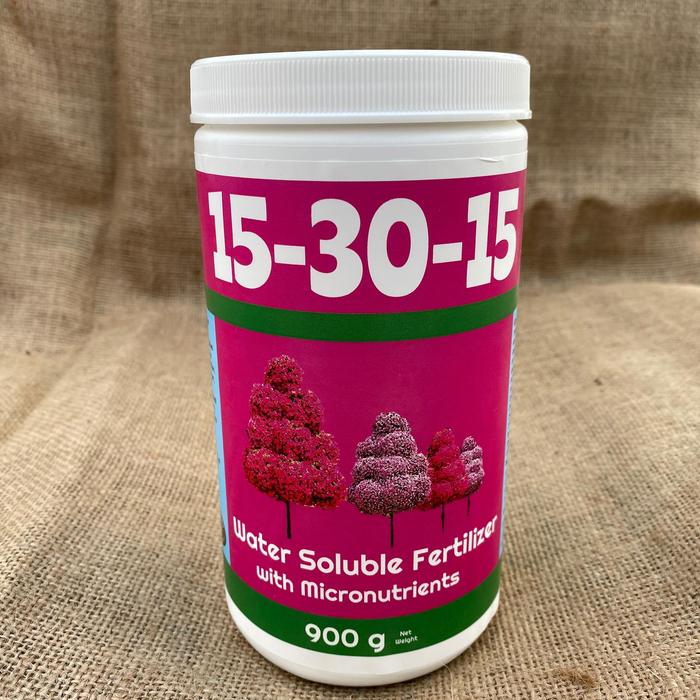 15-30-15
Water Soluble Fertilizer
with Micronutrients
900 g Net
Weight